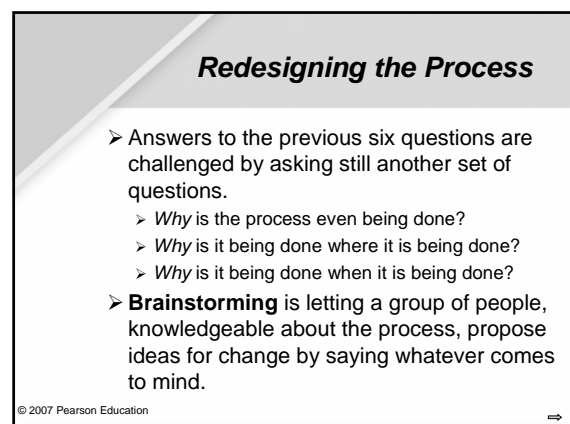 Redesigning the Process
➢ Answers to the previous six questions are
challenged by asking still another set of
questions.
➢ Why is the process even being done?
➢ Why is it being done where it is being done?
➢ Why is it being done when it is being done?
➢ Brainstorming is letting a group of people,
knowledgeable about the process, propose
ideas for change by saying whatever comes
to mind.
© 2007 Pearson Education
⇨